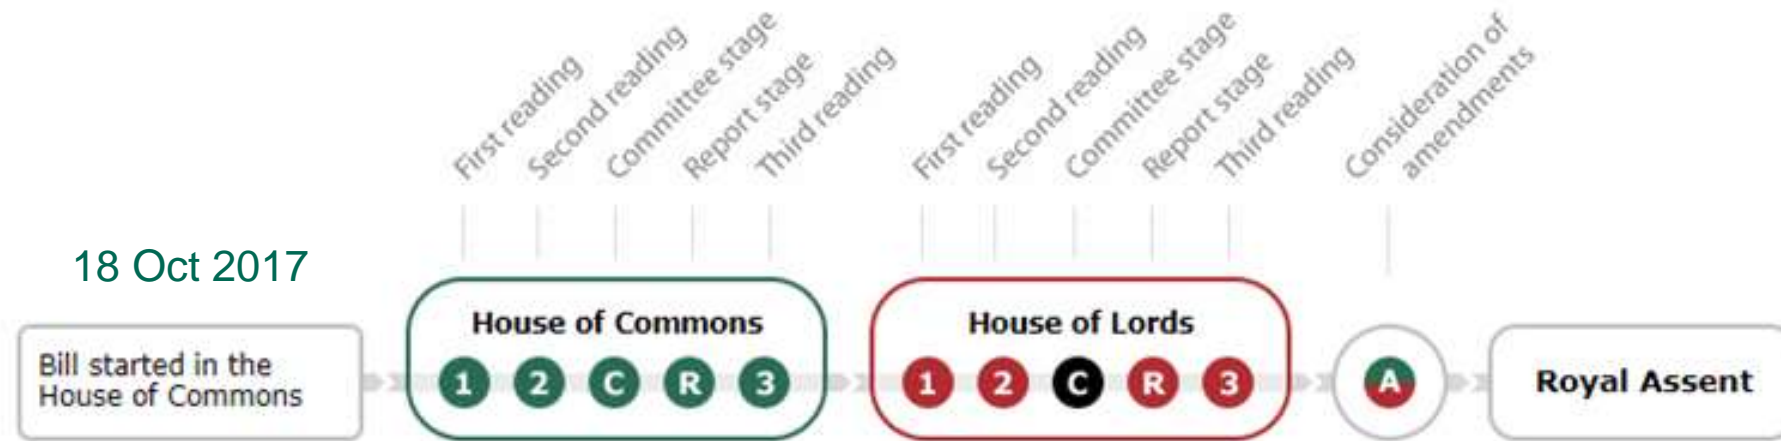 First reading
Second reading
Committee stage
Report stage
Third reading
First reading
Second reading
Committee stage
Report stage
Third reading
Consideration of
amendments
18 Oct 2017
Bill started in the
House of Commons
House of Commons
1 2 C R 3
House of Lords
1 2 C R 3
A
Royal Assent